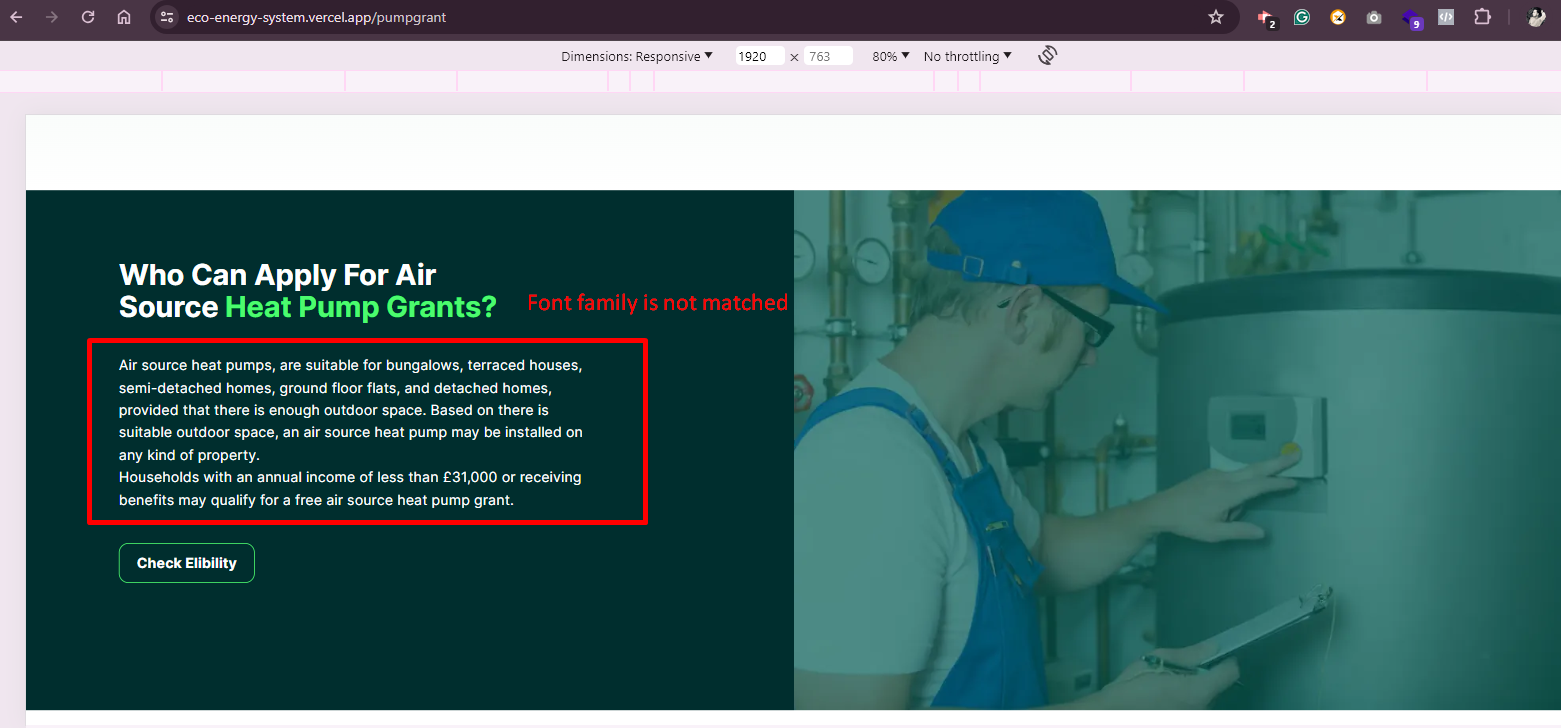 eco-energy-system.vercel.app/pumpgrant
2
9
Dimensions: Responsive
1920 × 763
80%
No throttling
Who Can Apply For Air
Source Heat Pump Grants?
Font family is not matched
Air source heat pumps, are suitable for bungalows, terraced houses,
semi-detached homes, ground floor flats, and detached homes,
provided that there is enough outdoor space. Based on there is
suitable outdoor space, an air source heat pump may be installed on
any kind of property.
Households with an annual income of less than £31,000 or receiving
benefits may qualify for a free air source heat pump grant.
Check Elibility